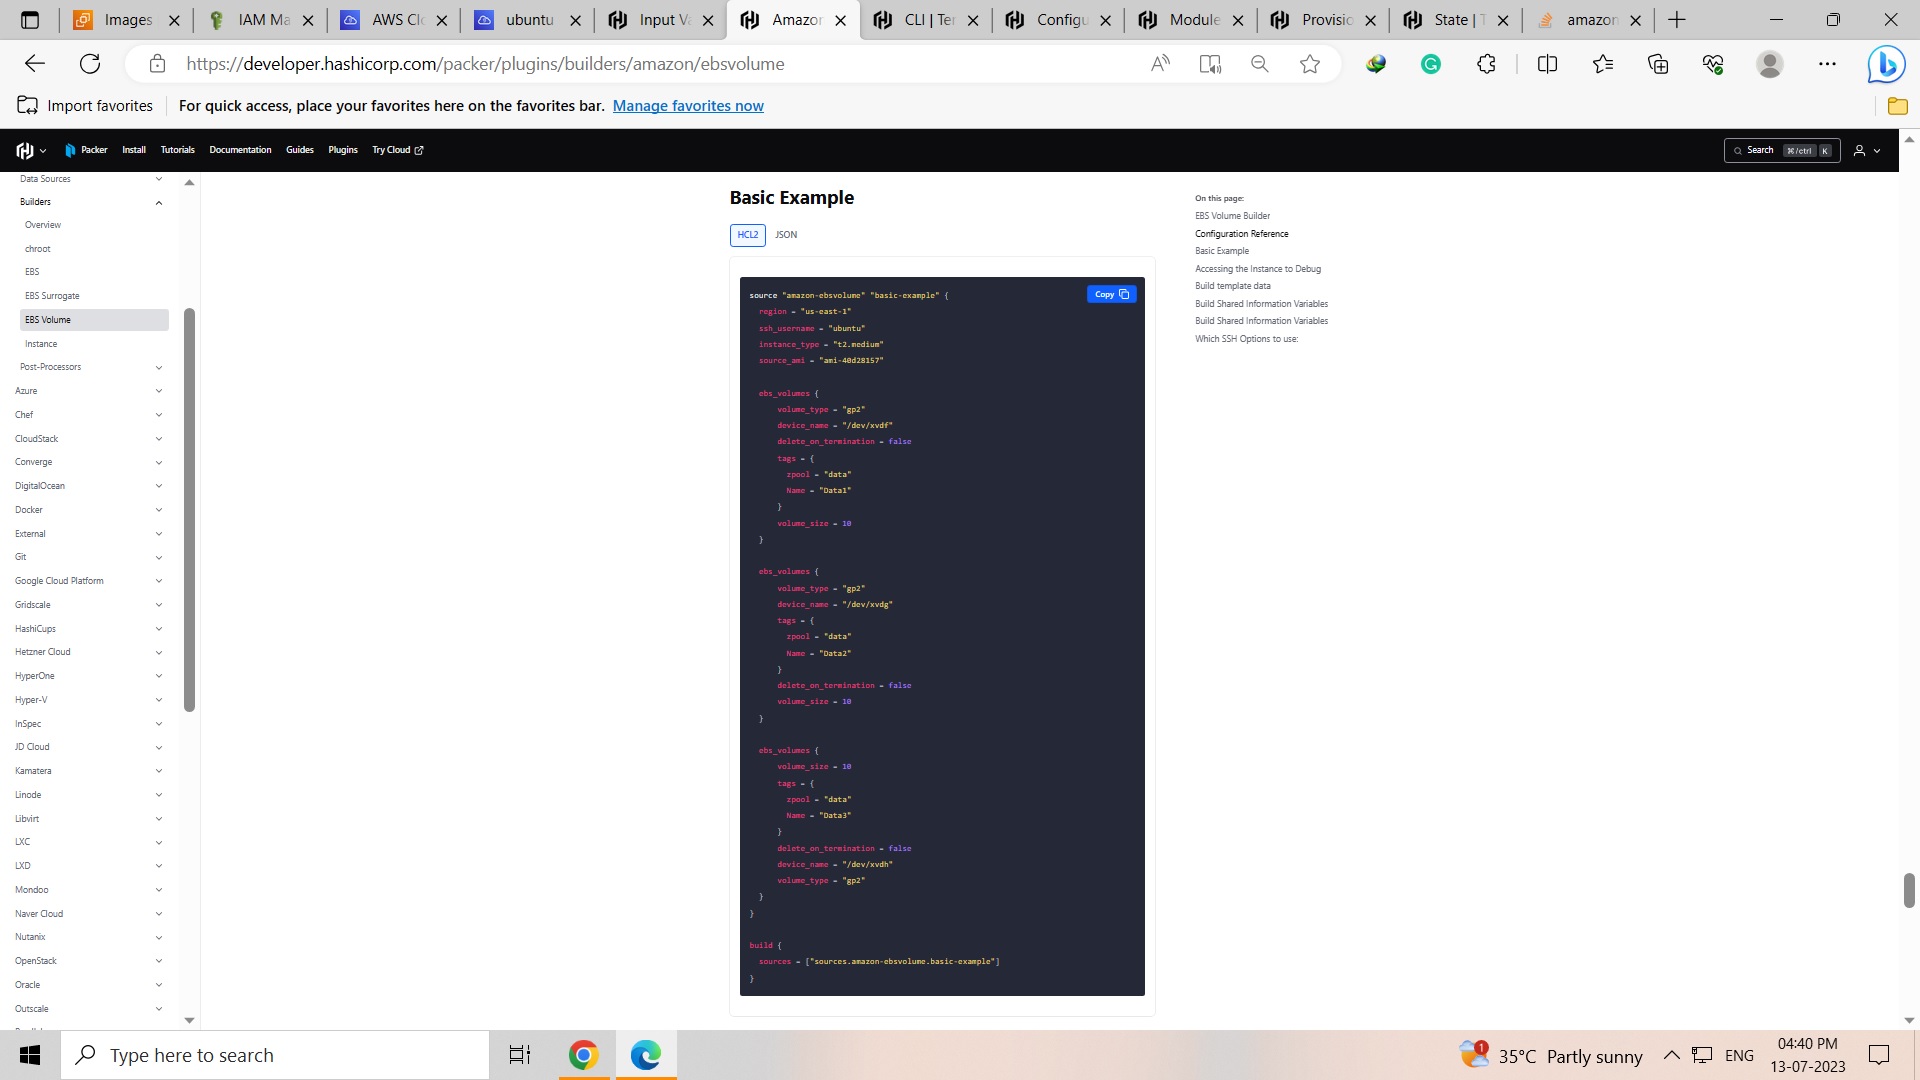 Images
IAM Ma
AWS Clo
ubuntu
Input Va
Amazon
CLI | Ter
Configu
Module
Provisio
State | T
amazon
https://developer.hashicorp.com/packer/plugins/builders/amazon/ebsvolume
Import favorites
For quick access, place your favorites here on the favorites bar. Manage favorites now
Packer
Install
Tutorials
Documentation
Guides
Plugins
Try Cloud
Search
⌘/ctrl
K
Data Sources
Builders
Overview
chroot
EBS
EBS Surrogate
EBS Volume
Instance
Post-Processors
Azure
Chef
CloudStack
Converge
DigitalOcean
Docker
External
Git
Google Cloud Platform
Gridscale
HashiCups
Hetzner Cloud
HyperOne
Hyper-V
InSpec
JD Cloud
Kamatera
Linode
Libvirt
LXC
LXD
Mondoo
Naver Cloud
Nutanix
OpenStack
Oracle
Outscale
Basic Example
HCL2
JSON
Copy
source "amazon-ebsvolume" "basic-example" {
region = "us-east-1"
ssh_username = "ubuntu"
instance_type = "t2.medium"
source_ami = "ami-40d28157"
ebs_volumes {
volume_type = "gp2"
device_name = "/dev/xvdf"
delete_on_termination = false
tags = {
zpool = "data"
Name = "Data1"
}
volume_size = 10
}
ebs_volumes {
volume_type = "gp2"
device_name = "/dev/xvdg"
tags = {
zpool = "data"
Name = "Data2"
}
delete_on_termination = false
volume_size = 10
}
ebs_volumes {
volume_size = 10
tags = {
zpool = "data"
Name = "Data3"
}
delete_on_termination = false
device_name = "/dev/xvdh"
volume_type = "gp2"
}
}
build {
sources = ["sources.amazon-ebsvolume.basic-example"]
}
On this page:
EBS Volume Builder
Configuration Reference
Basic Example
Accessing the Instance to Debug
Build template data
Build Shared Information Variables
Build Shared Information Variables
Which SSH Options to use:
Type here to search
1
35°C Partly sunny
ENG
04:40 PM
13-07-2023